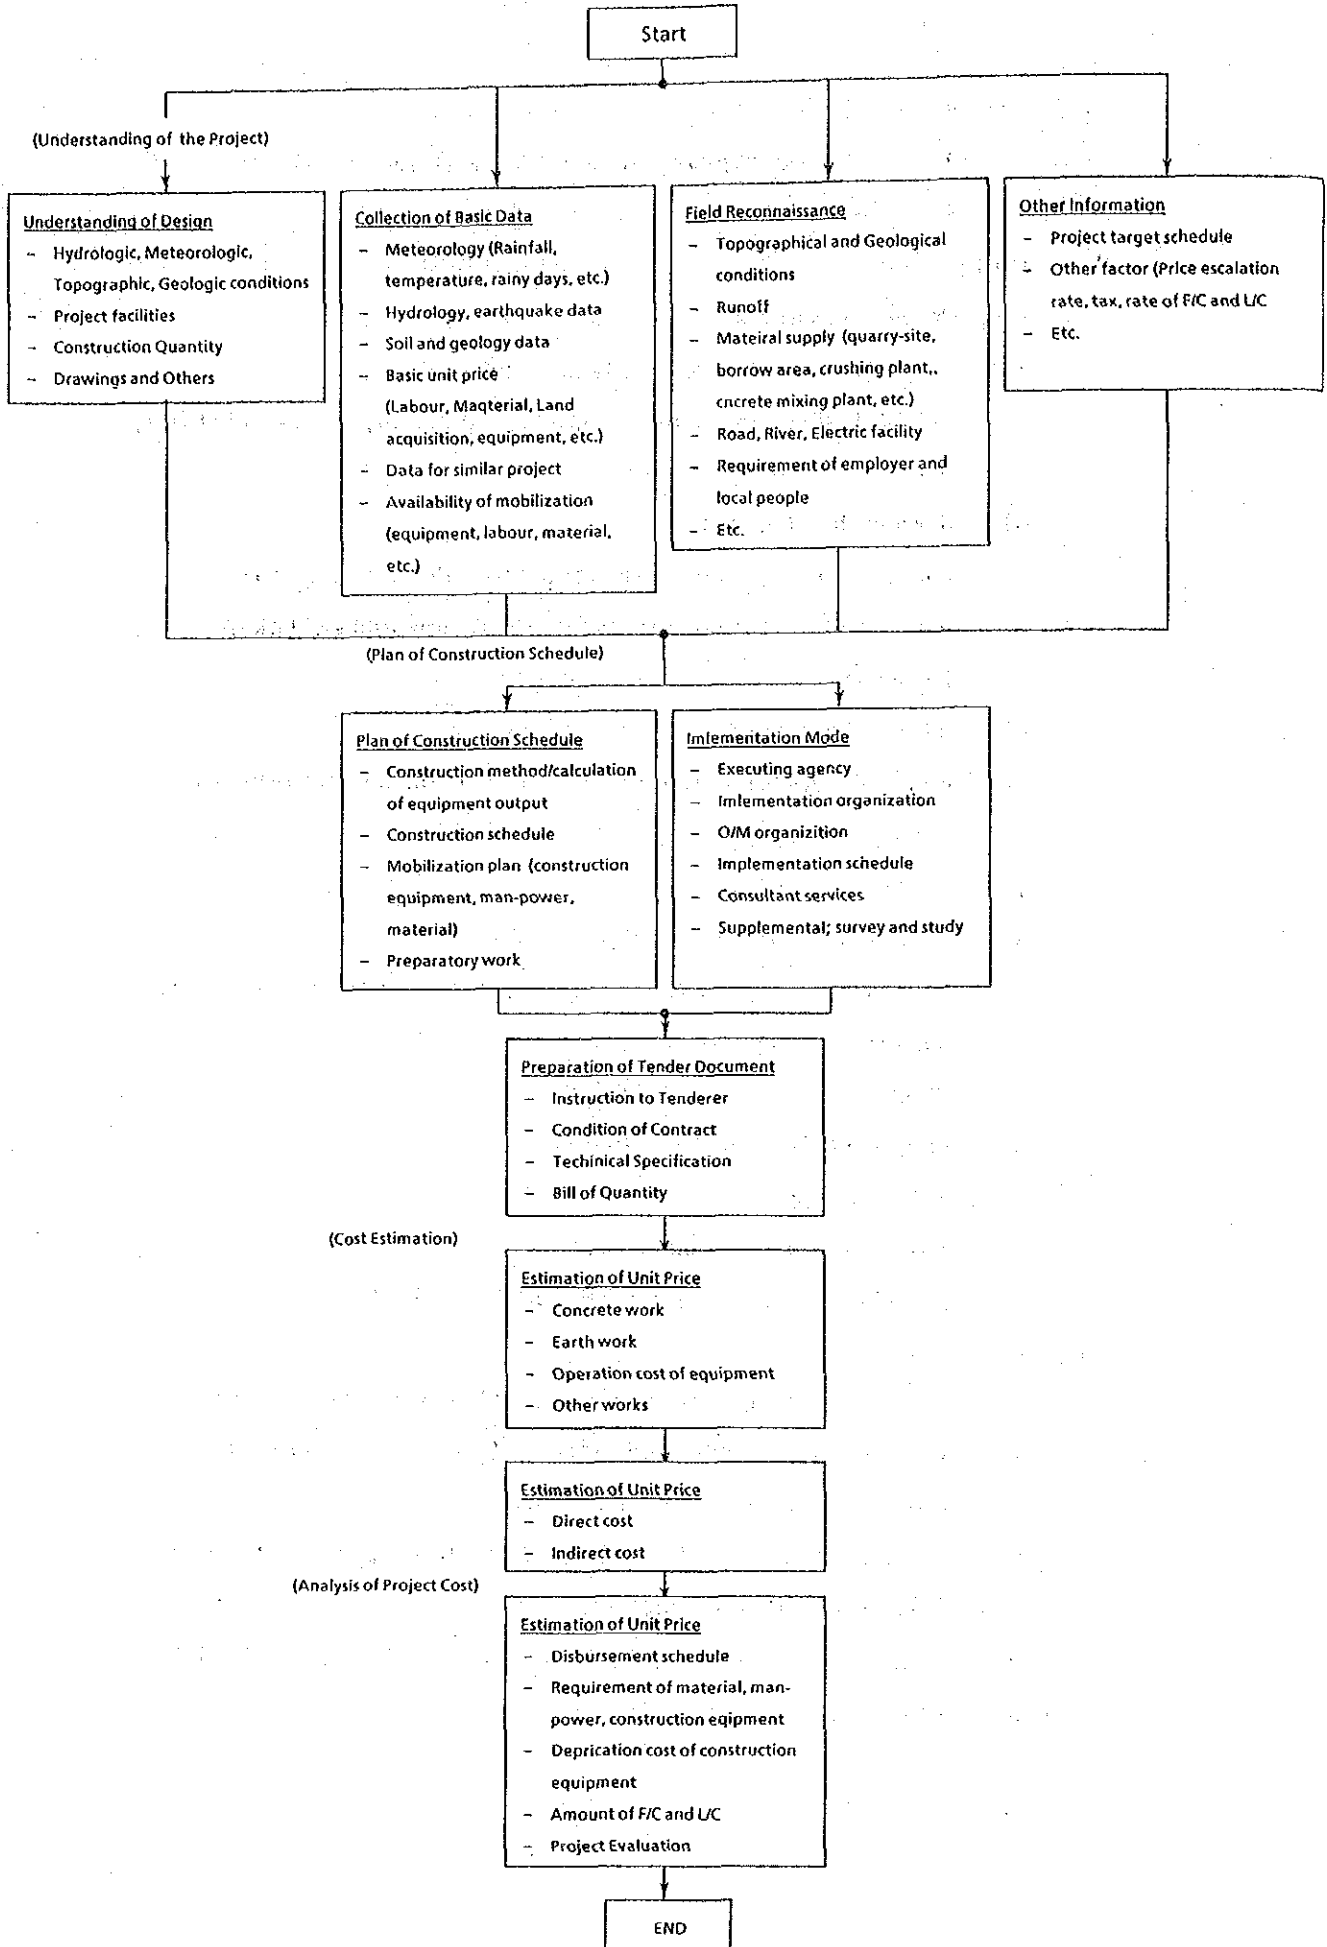 Start
(Understanding of the Project)
Understanding of Design
– Hydrologic, Meteorologic,
Topographic, Geologic conditions
– Project facilities
– Construction Quantity
– Drawings and Others
Collection of Basic Data
– Meteorology (Rainfall,
temperature, rainy days, etc.)
– Hydrology, earthquake data
– Soil and geology data
– Basic unit price
(Labour, Maqterial, Land
acquisition, equipment, etc.)
– Data for similar project
– Availability of mobilization
(equipment, labour, material,
etc.)
Field Reconnaissance
– Topographical and Geological
conditions
– Runoff
– Mateiral supply (quarry-site,
borrow area, crushing plant,,
cncrete mixing plant, etc.)
– Road, River, Electric facility
– Requirement of employer and
local people
– Etc.
Other Information
– Project target schedule
– Other factor (Price escalation
rate, tax, rate of F/C and L/C
– Etc.
(Plan of Construction Schedule)
Plan of Construction Schedule
– Construction method/calculation
of equipment output
– Construction schedule
– Mobilization plan (construction
equipment, man-power,
material)
– Preparatory work
Imlementation Mode
– Executing agency
– Imlementation organization
– O/M organizition
– Implementation schedule
– Consultant services
– Supplemental; survey and study
Preparation of Tender Document
– Instruction to Tenderer
– Condition of Contract
– Techinical Specification
– Bill of Quantity
(Cost Estimation)
Estimation of Unit Price
– Concrete work
– Earth work
– Operation cost of equipment
– Other works
Estimation of Unit Price
– Direct cost
– Indirect cost
(Analysis of Project Cost)
Estimation of Unit Price
– Disbursement schedule
– Requirement of material, man-
power, construction eqipment
– Deprication cost of construction
equipment
– Amount of F/C and L/C
– Project Evaluation
END